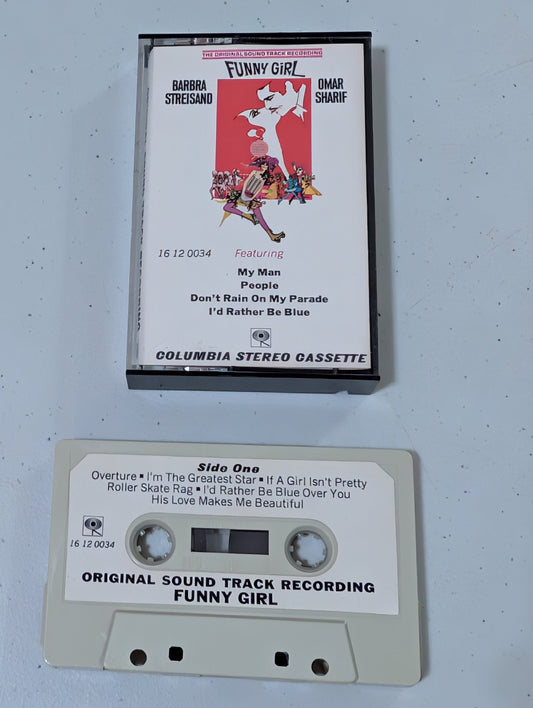 THE ORIGINAL SOUND TRACK RECORDING
FUNNY GIRL
BARBRA
STREISAND
OMAR
SHARIF
16 12 0034
Featuring
My Man
People
Don't Rain On My Parade
I'd Rather Be Blue
COLUMBIA STEREO CASSETTE
Side One
Overture ▪ I'm The Greatest Star ▪ If A Girl Isn't Pretty
Roller Skate Rag ▪ I'd Rather Be Blue Over You
His Love Makes Me Beautiful
16 12 0034
ORIGINAL SOUND TRACK RECORDING
FUNNY GIRL